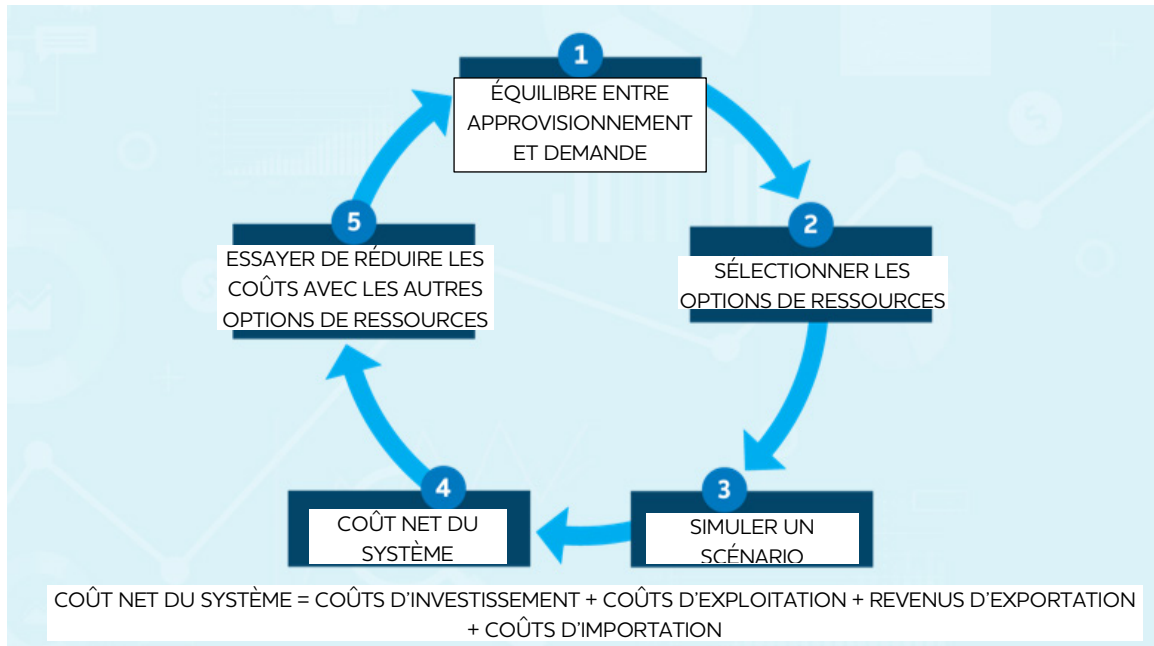 1
ÉQUILIBRE ENTRE
APPROVISIONNEMENT
ET DEMANDE
2
SÉLECTIONNER LES
OPTIONS DE RESSOURCES
3
SIMULER UN
SCÉNARIO
4
COÛT NET DU
SYSTÈME
5
ESSAYER DE RÉDUIRE LES
COÛTS AVEC LES AUTRES
OPTIONS DE RESSOURCES
COÛT NET DU SYSTÈME = COÛTS D’INVESTISSEMENT + COÛTS D’EXPLOITATION + REVENUS D’EXPORTATION
+ COÛTS D’IMPORTATION